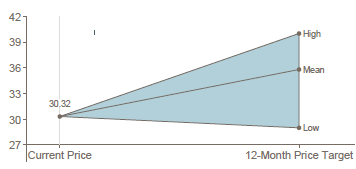 42
39
36
33
30
27
30.32
High
Mean
Low
Current Price
12-Month Price Target